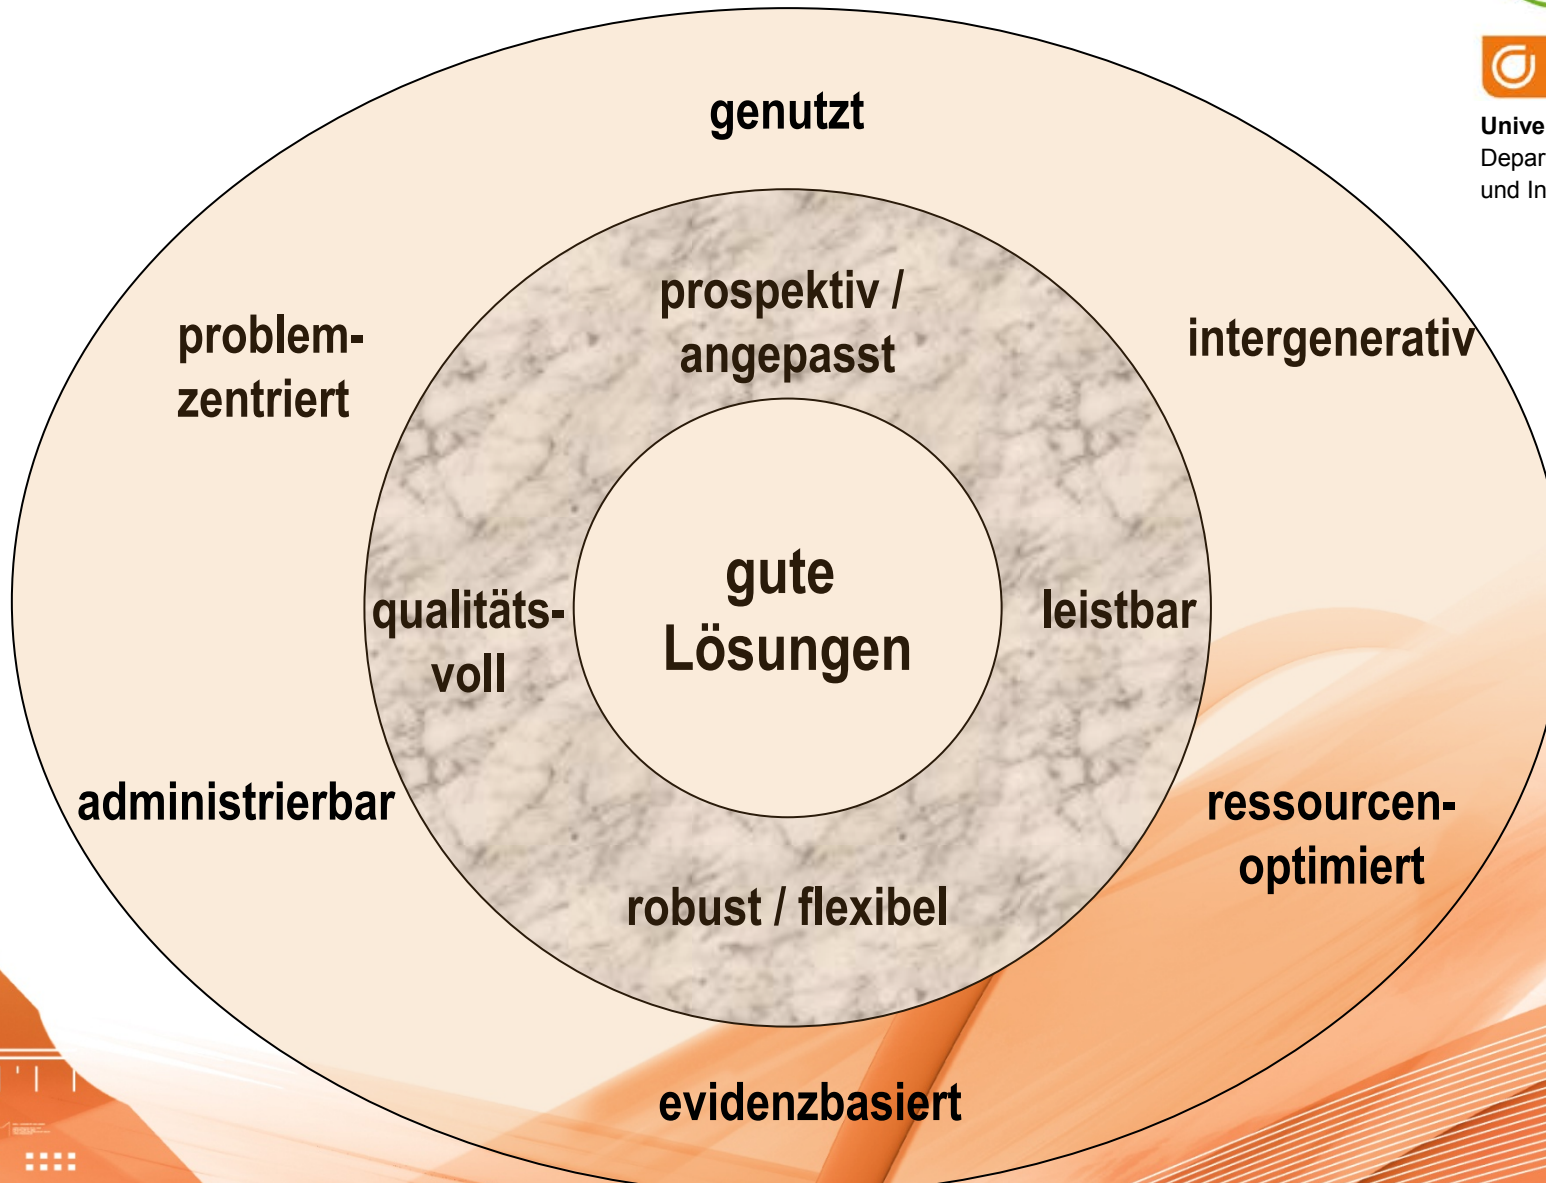 genutzt
Unive
Depar
und In
prospektiv /
angepasst
problem-
zentriert
intergenerativ
gute
Lösungen
qualitäts-
voll
leistbar
administrierbar
ressourcen-
optimiert
robust / flexibel
evidenzbasiert